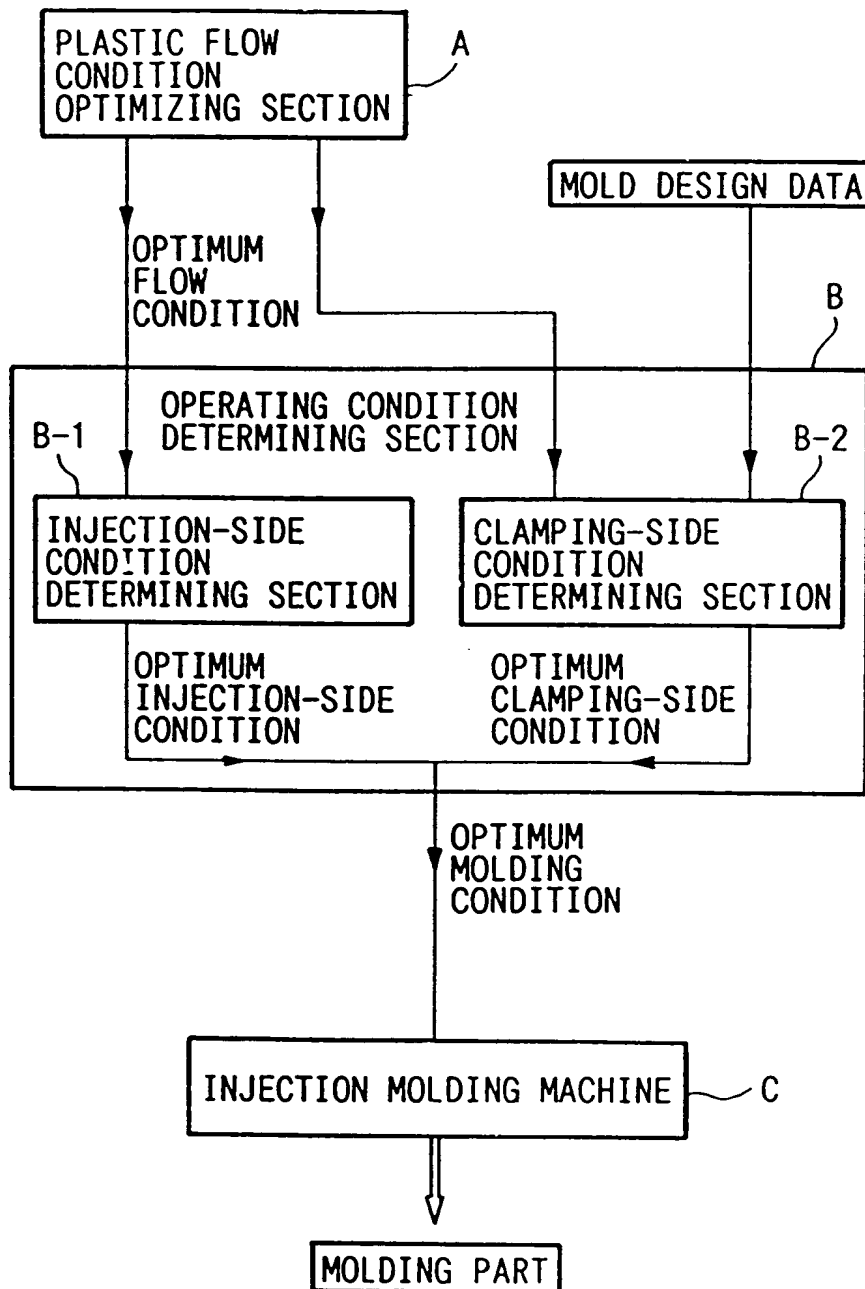 PLASTIC FLOW
CONDITION
OPTIMIZING SECTION
A
MOLD DESIGN DATA
OPTIMUM
FLOW
CONDITION
B
OPERATING CONDITION
DETERMINING SECTION
B-1
B-2
INJECTION-SIDE
CONDITION
DETERMINING SECTION
CLAMPING-SIDE
CONDITION
DETERMINING SECTION
OPTIMUM
INJECTION-SIDE
CONDITION
OPTIMUM
CLAMPING-SIDE
CONDITION
OPTIMUM
MOLDING
CONDITION
INJECTION MOLDING MACHINE
C
MOLDING PART